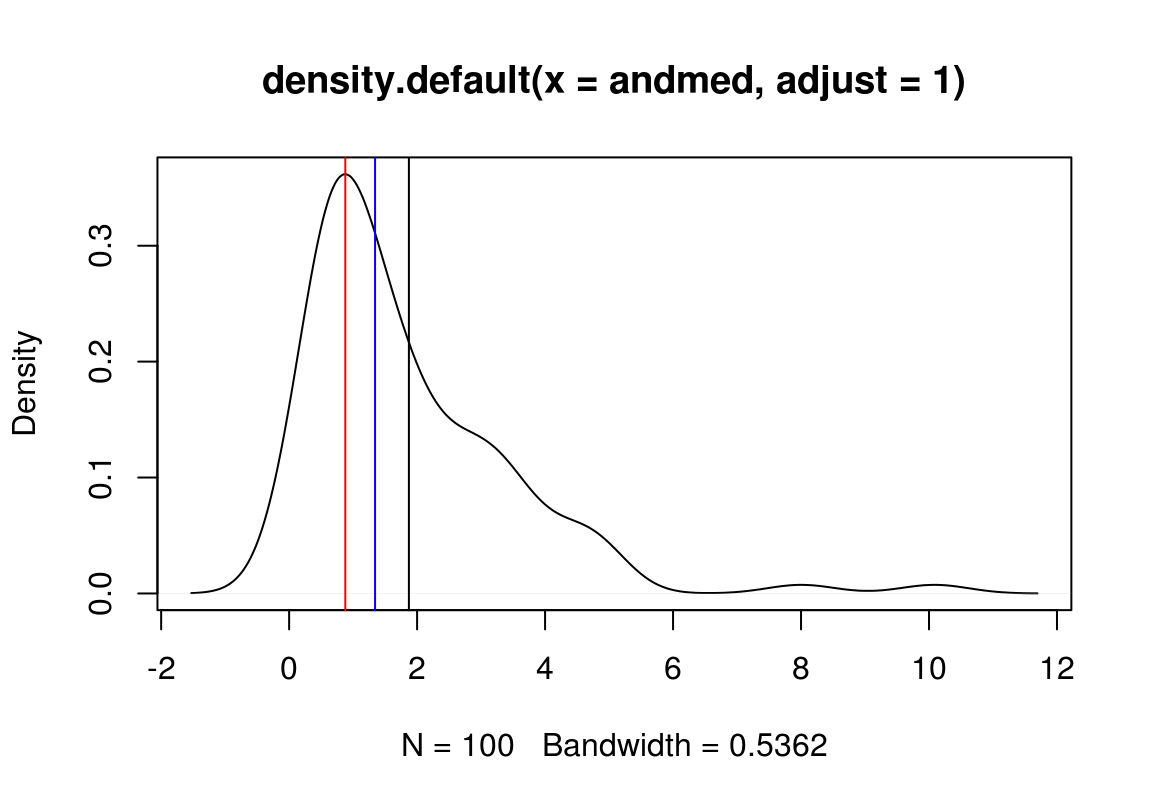 density.default(x = andmed, adjust = 1)
Density
0.3
0.2
0.1
0.0
-2 0 2 4 6 8 10 12
N = 100 Bandwidth = 0.5362